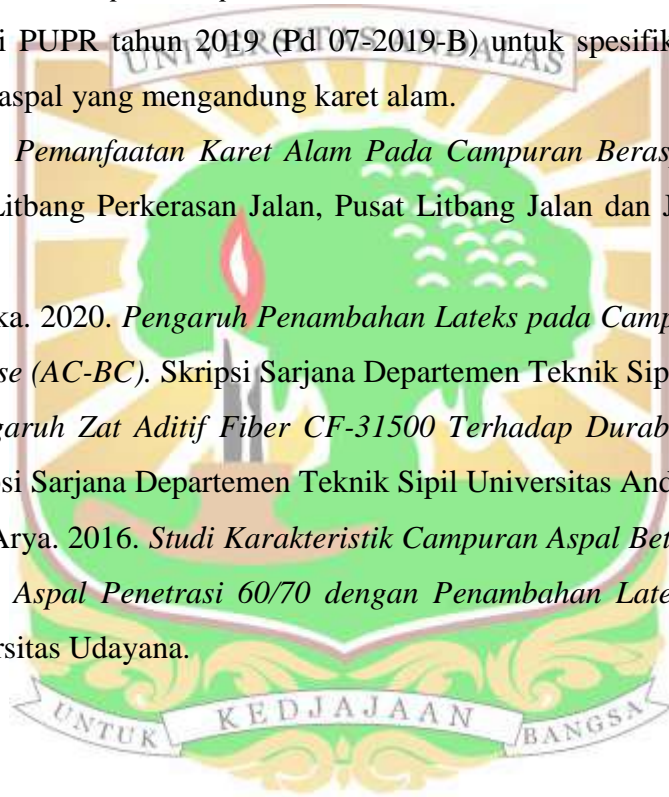 UNIVERSITAS ANDALAS
i PUPR tahun 2019 (Pd 07-2019-B) untuk spesifik
aspal yang mengandung karet alam.
Pemanfaatan Karet Alam Pada Campuran Beras
Litbang Perkerasan Jalan, Pusat Litbang Jalan dan J
ka. 2020. Pengaruh Penambahan Lateks pada Camp
se (AC-BC). Skripsi Sarjana Departemen Teknik Sip
garuh Zat Aditif Fiber CF-31500 Terhadap Durab
si Sarjana Departemen Teknik Sipil Universitas And
Arya. 2016. Studi Karakteristik Campuran Aspal Bet
Aspal Penetrasi 60/70 dengan Penambahan Late
rsitas Udayana.
UNTUK KEDJAJAAN BANGSA